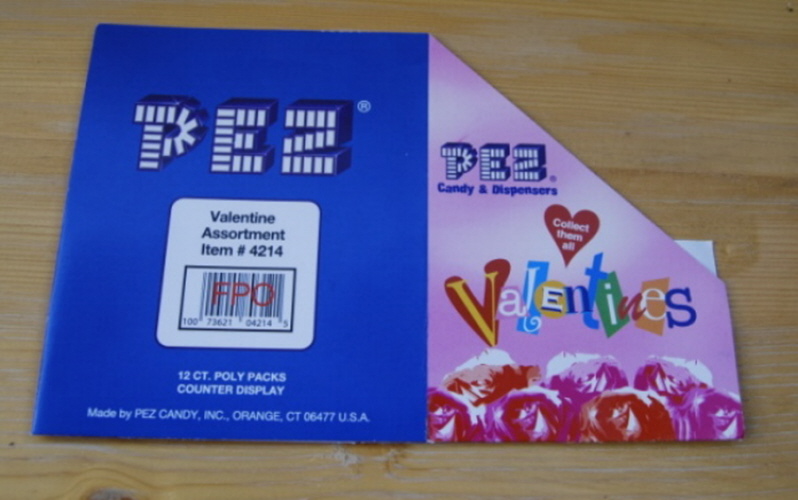 PEZ®
Valentine
Assortment
Item # 4214
FPO
100 73621 04214 5
12 CT. POLY PACKS
COUNTER DISPLAY
Made by PEZ CANDY, INC., ORANGE, CT 06477 U.S.A.
PEZ®
Candy & Dispensers
Collect
them
all
Valentines